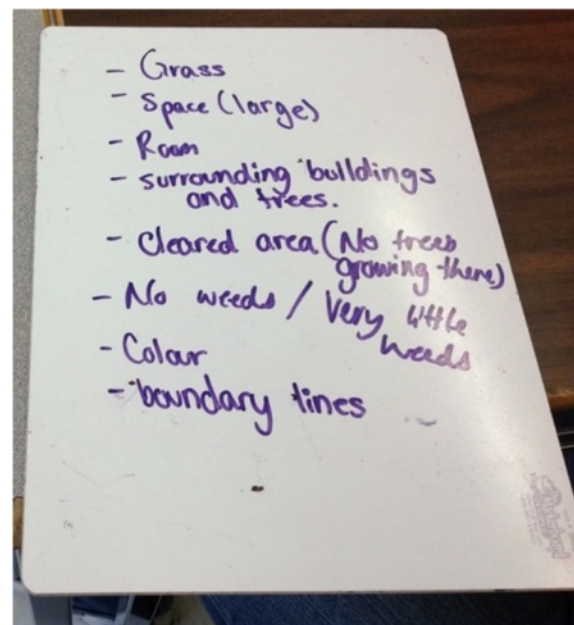 - Grass
- Space (large)
- Room
- surrounding buildings
and trees.
- Cleared area (No trees
growing there)
- No weeds / Very little
weeds
- Colour
- boundary lines